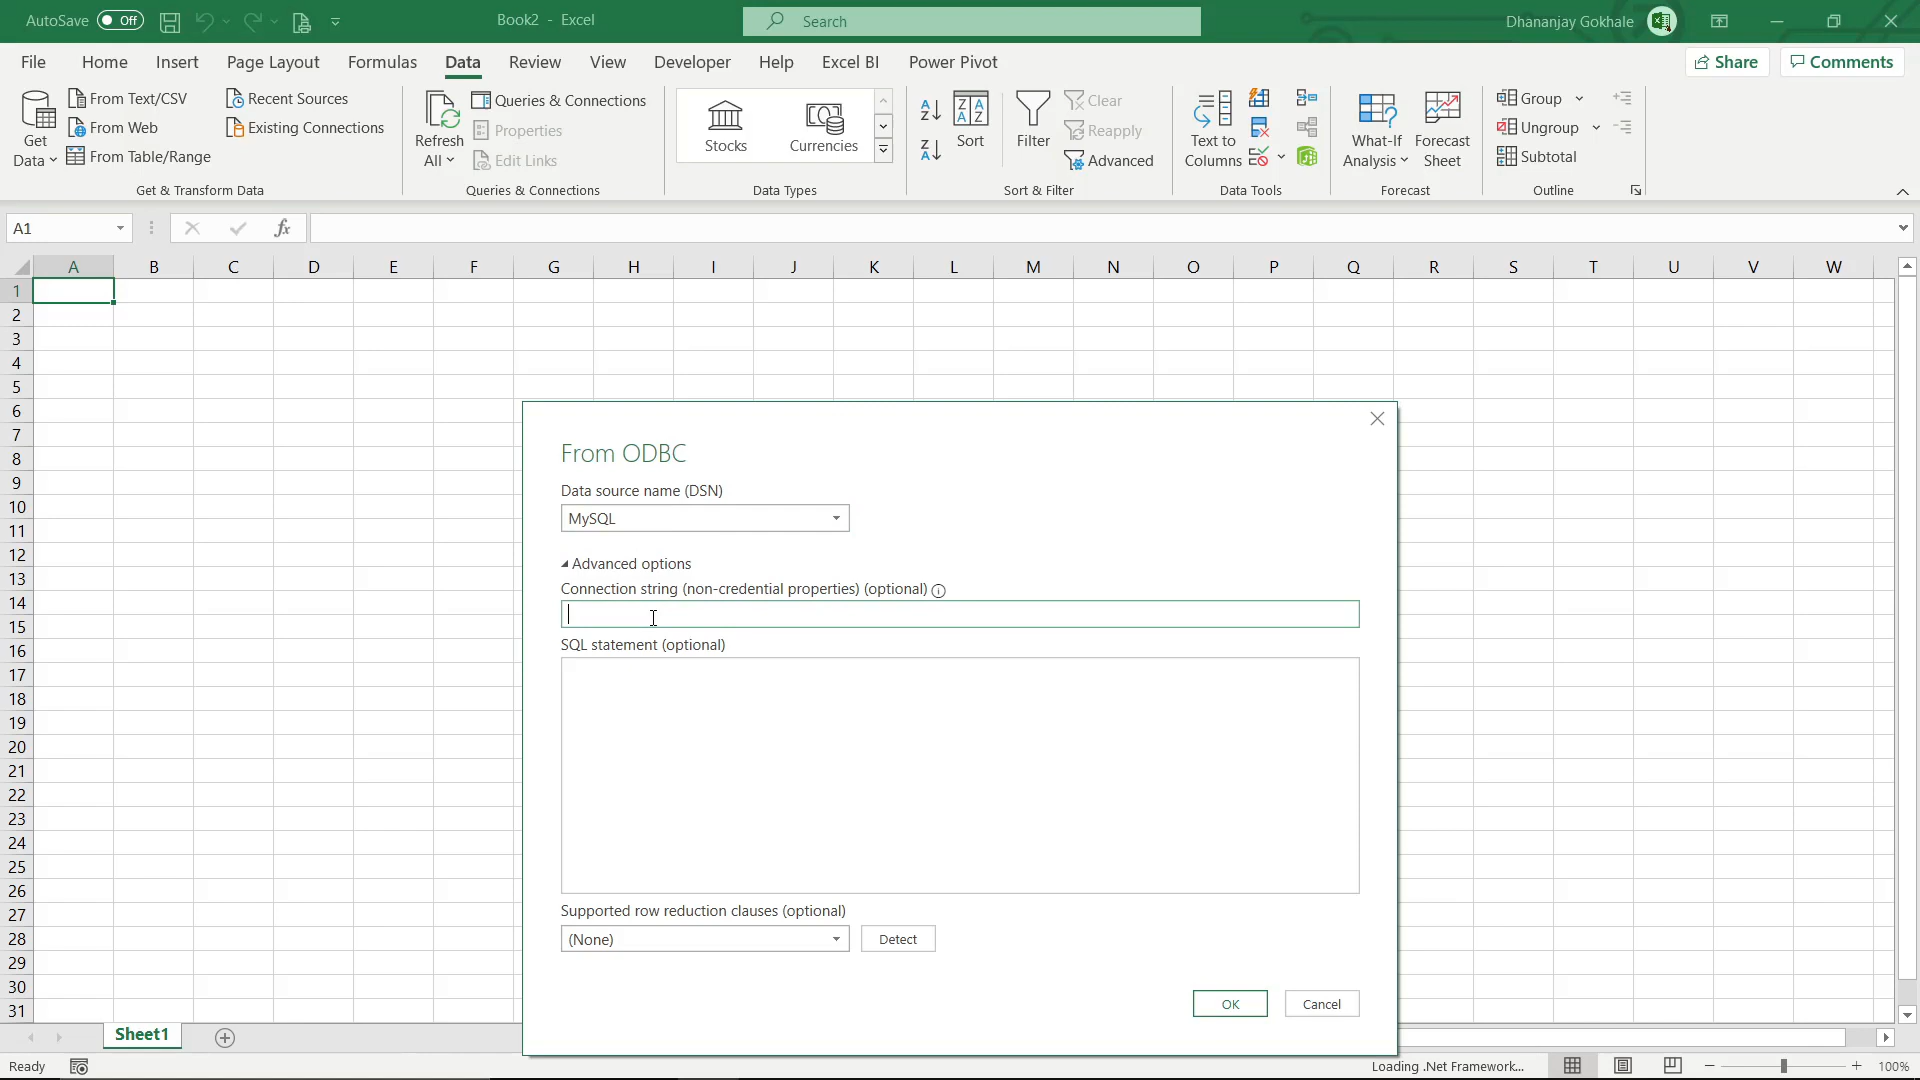 AutoSave Off Book2 - Excel Search Dhananjay Gokhale
File Home Insert Page Layout Formulas Data Review View Developer Help Excel BI Power Pivot Share Comments
Get Data
From Text/CSV
From Web
From Table/Range
Recent Sources
Existing Connections
Get & Transform Data
Refresh All
Queries & Connections
Properties
Edit Links
Queries & Connections
Stocks
Currencies
Data Types
Sort
Filter
Clear
Reapply
Advanced
Sort & Filter
Text to Columns
Data Tools
What-If Analysis
Forecast Sheet
Forecast
Group
Ungroup
Subtotal
Outline
A1 fx
A B C D E F G H I J K L M N O P Q R S T U V W
1
2
3
4
5
6
7
8
9
10
11
12
13
14
15
16
17
18
19
20
21
22
23
24
25
26
27
28
29
30
31
From ODBC
Data source name (DSN)
MySQL
Advanced options
Connection string (non-credential properties) (optional)
SQL statement (optional)
Supported row reduction clauses (optional)
(None) Detect
OK Cancel
Sheet1
Ready Loading .Net Framework... 100%